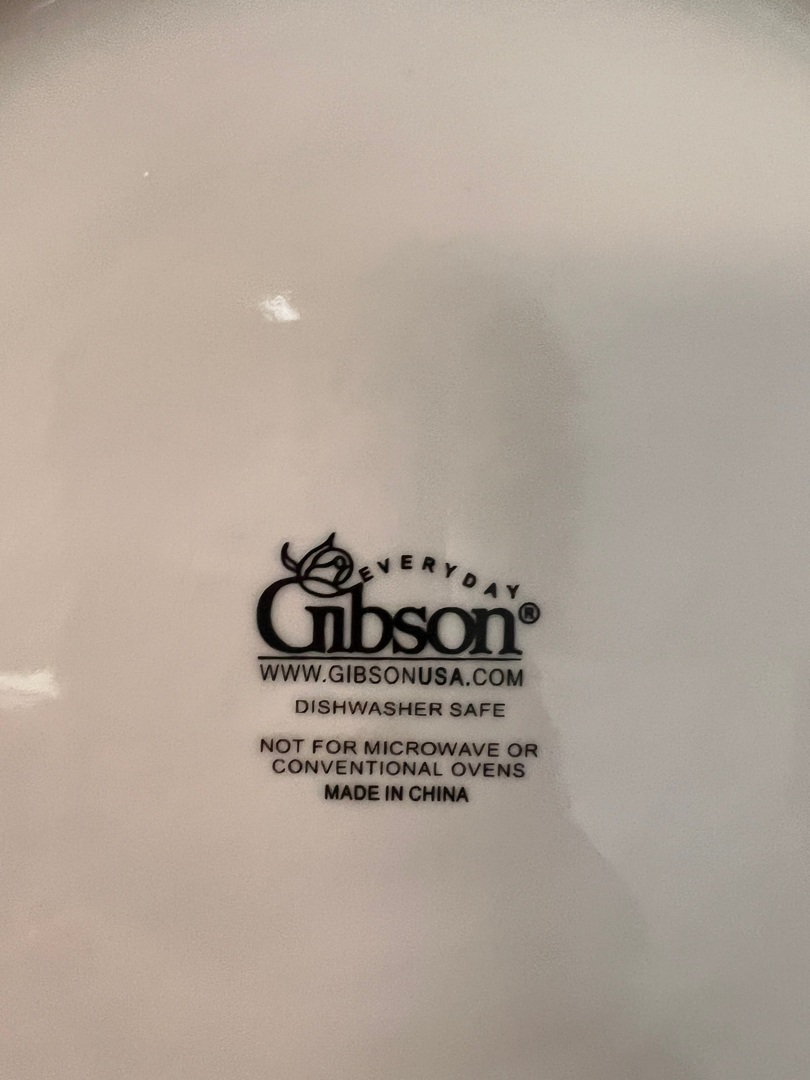 EVERYDAY
Gibson®
WWW.GIBSONUSA.COM
DISHWASHER SAFE
NOT FOR MICROWAVE OR
CONVENTIONAL OVENS
MADE IN CHINA